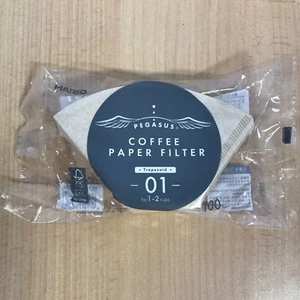 HARIO
PEGASUS
COFFEE
PAPER FILTER
Trapezoid
01
for 1-2 cups
100